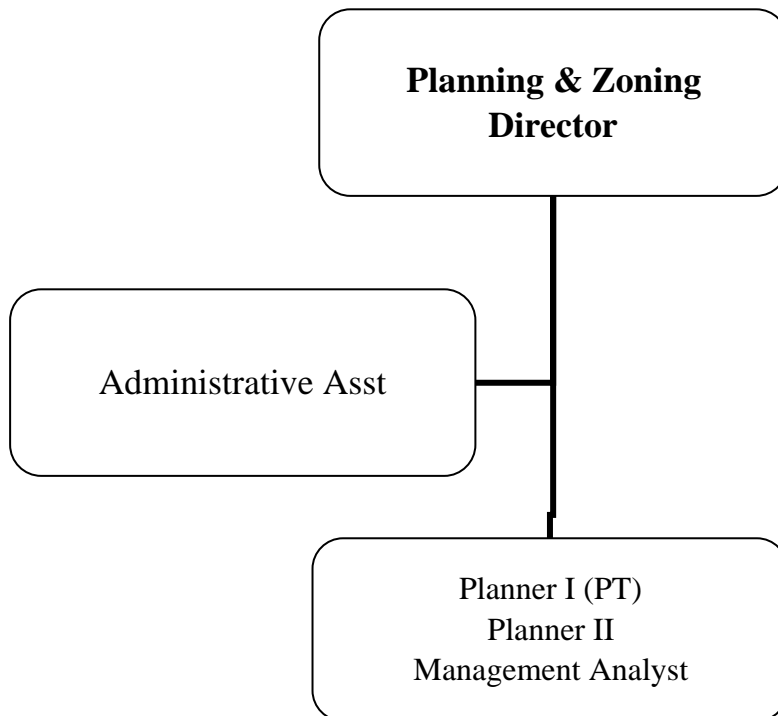 Planning & Zoning
Director
Administrative Asst
Planner I (PT)
Planner II
Management Analyst